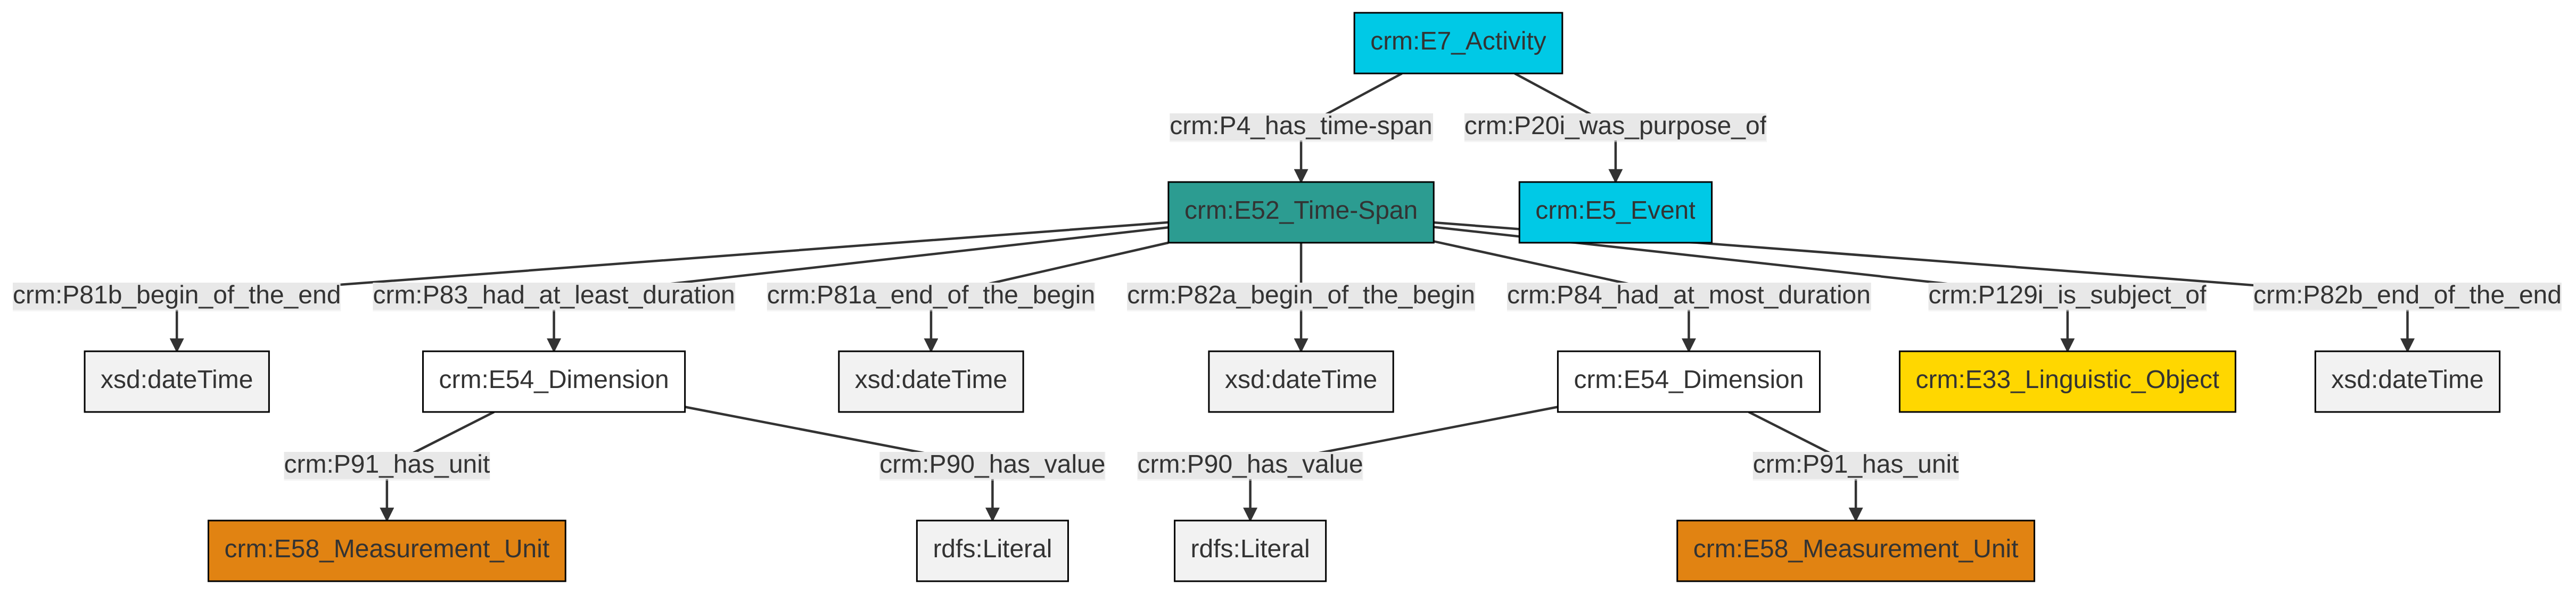 crm:E7_Activity
crm:P4_has_time-span
crm:P20i_was_purpose_of
crm:E52_Time-Span
crm:E5_Event
crm:P81b_begin_of_the_end
crm:P83_had_at_least_duration
crm:P81a_end_of_the_begin
crm:P82a_begin_of_the_begin
crm:P84_had_at_most_duration
crm:P129i_is_subject_of
crm:P82b_end_of_the_end
xsd:dateTime
crm:E54_Dimension
xsd:dateTime
xsd:dateTime
crm:E54_Dimension
crm:E33_Linguistic_Object
xsd:dateTime
crm:P91_has_unit
crm:P90_has_value
crm:P90_has_value
crm:P91_has_unit
crm:E58_Measurement_Unit
rdfs:Literal
rdfs:Literal
crm:E58_Measurement_Unit